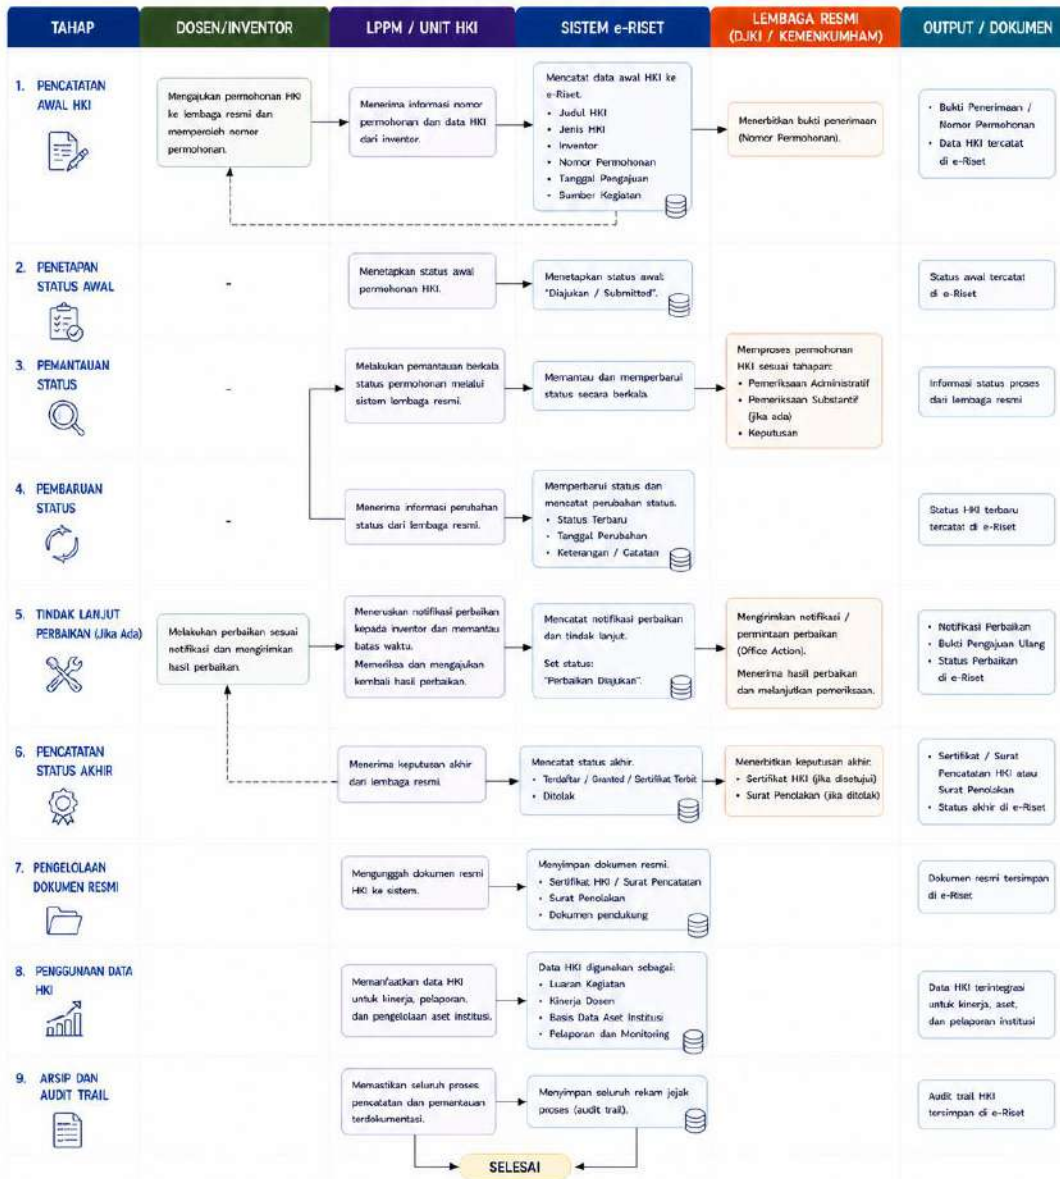 TAHAP
DOSEN/INVENTOR
LPPM / UNIT HKI
SISTEM e-RISET
LEMBAGA RESMI
(DJKI / KEMENKUMHAM)
OUTPUT / DOKUMEN
1. PENCATATAN
AWAL HKI
Mengajukan permohonan HKI
ke lembaga resmi dan
memperoleh nomor
permohonan.
Menerima informasi nomor
permohonan dan data HKI
dari inventor.
Mencatat data awal HKI ke
e-Riset.
• Judul HKI
• Jenis HKI
• Inventor
• Nomor Permohonan
• Tanggal Pengajuan
• Sumber Kegiatan
Menerbitkan bukti penerimaan
(Nomor Permohonan).
• Bukti Penerimaan /
Nomor Permohonan
• Data HKI tercatat
di e-Riset
2. PENETAPAN
STATUS AWAL
-
Menetapkan status awal
permohonan HKI.
Menetapkan status awal:
"Diajukan / Submitted".
Status awal tercatat
di e-Riset
3. PEMANTAUAN
STATUS
-
Melakukan pemantauan berkala
status permohonan melalui
sistem lembaga resmi.
Memantau dan memperbarui
status secara berkala.
Memproses permohonan
HKI sesuai tahapan:
• Pemeriksaan Administratif
• Pemeriksaan Substantif
(jika ada)
• Keputusan
Informasi status proses
dari lembaga resmi
4. PEMBARUAN
STATUS
-
Menerima informasi perubahan
status dari lembaga resmi.
Memperbarui status dan
mencatat perubahan status.
• Status Terbaru
• Tanggal Perubahan
• Keterangan / Catatan
Status HKI terbaru
tercatat di e-Riset
5. TINDAK LANJUT
PERBAIKAN (Jika Ada)
Melakukan perbaikan sesuai
notifikasi dan mengirimkan
hasil perbaikan.
Meneruskan notifikasi perbaikan
kepada inventor dan memantau
batas waktu.
Memeriksa dan mengajukan
kembali hasil perbaikan.
Mencatat notifikasi perbaikan
dan tindak lanjut.
Set status:
"Perbaikan Diajukan".
Mengirimkan notifikasi /
permintaan perbaikan
(Office Action).
Menerima hasil perbaikan
dan melanjutkan pemeriksaan.
• Notifikasi Perbaikan
• Bukti Pengajuan Ulang
• Status Perbaikan
di e-Riset
6. PENCATATAN
STATUS AKHIR
Menerima keputusan akhir
dari lembaga resmi.
Mencatat status akhir:
• Terdaftar / Granted / Sertifikat Terbit
• Ditolak
Menerbitkan keputusan akhir:
• Sertifikat HKI (jika disetujui)
• Surat Penolakan (jika ditolak)
• Sertifikat / Surat
Pencatatan HKI atau
Surat Penolakan
• Status akhir di e-Riset
7. PENGELOLAAN
DOKUMEN RESMI
Mengunggah dokumen resmi
HKI ke sistem.
Menyimpan dokumen resmi.
• Sertifikat HKI / Surat Pencatatan
• Surat Penolakan
• Dokumen pendukung
Dokumen resmi tersimpan
di e-Riset
8. PENGGUNAAN DATA
HKI
Memanfaatkan data HKI
untuk kinerja, pelaporan,
dan pengelolaan aset institusi.
Data HKI digunakan sebagai:
• Luaran Kegiatan
• Kinerja Dosen
• Basis Data Aset Institusi
• Pelaporan dan Monitoring
Data HKI terintegrasi
untuk kinerja, aset,
dan pelaporan institusi
9. ARSIP DAN
AUDIT TRAIL
Memastikan seluruh proses
pencatatan dan pemantauan
terdokumentasi.
Menyimpan seluruh rekam jejak
proses (audit trail).
Audit trail HKI
tersimpan di e-Riset
SELESAI